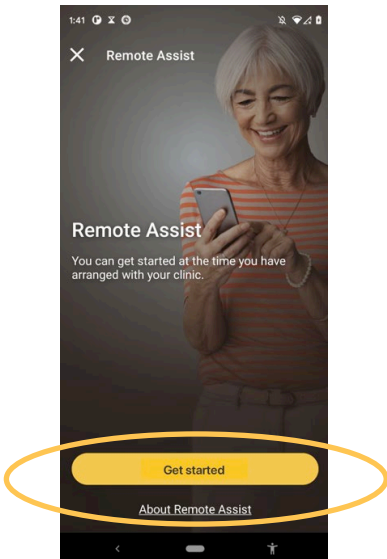 1:41
Remote Assist
Remote Assist
You can get started at the time you have
arranged with your clinic.
Get started
About Remote Assist